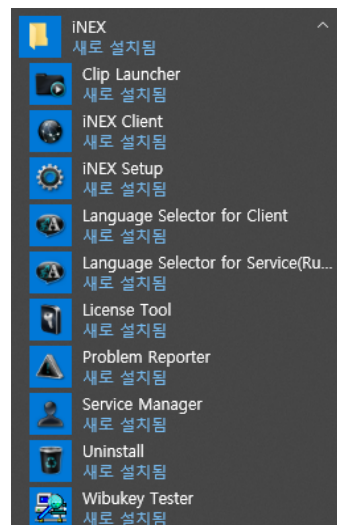 iNEX
새로 설치됨
Clip Launcher
새로 설치됨
iNEX Client
새로 설치됨
iNEX Setup
새로 설치됨
Language Selector for Client
새로 설치됨
Language Selector for Service(Ru...
새로 설치됨
License Tool
새로 설치됨
Problem Reporter
새로 설치됨
Service Manager
새로 설치됨
Uninstall
새로 설치됨
Wibukey Tester
새로 설치됨